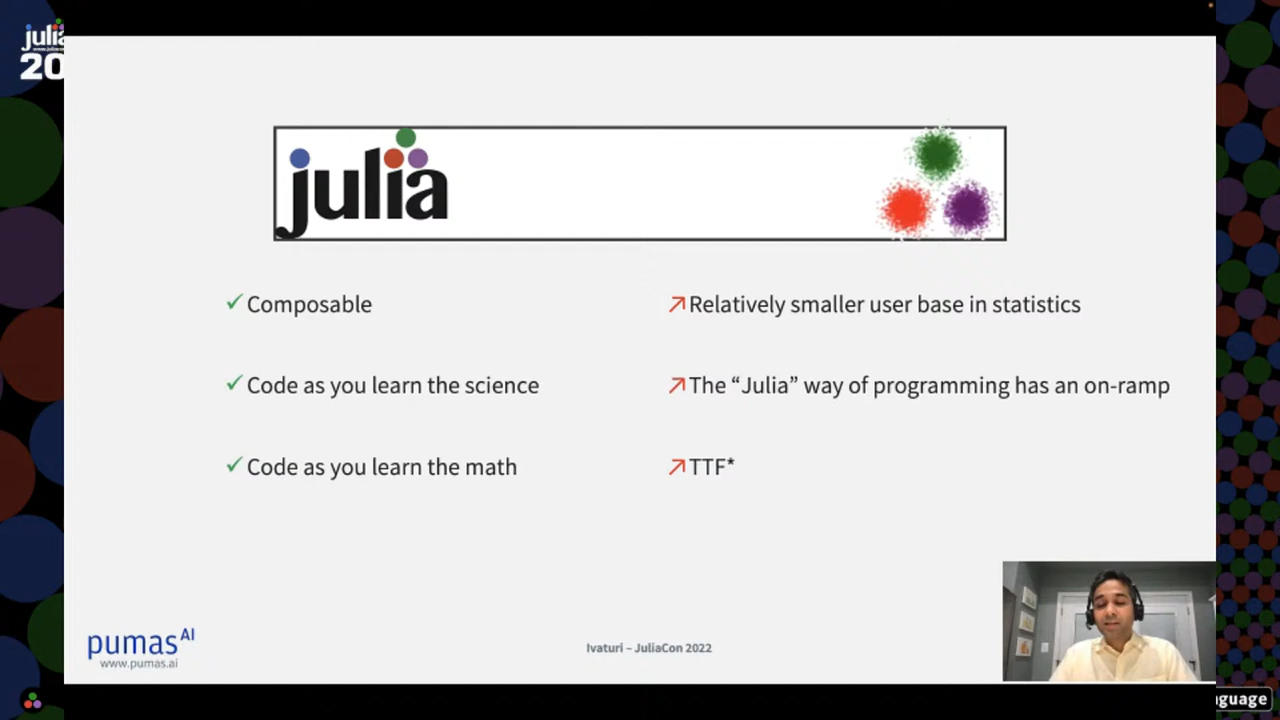 julia
20
julia
✓ Composable
↗ Relatively smaller user base in statistics
✓ Code as you learn the science
↗ The “Julia” way of programming has an on-ramp
✓ Code as you learn the math
↗ TTF*
pumas AI
www.pumas.ai
Ivaturi – JuliaCon 2022
guage